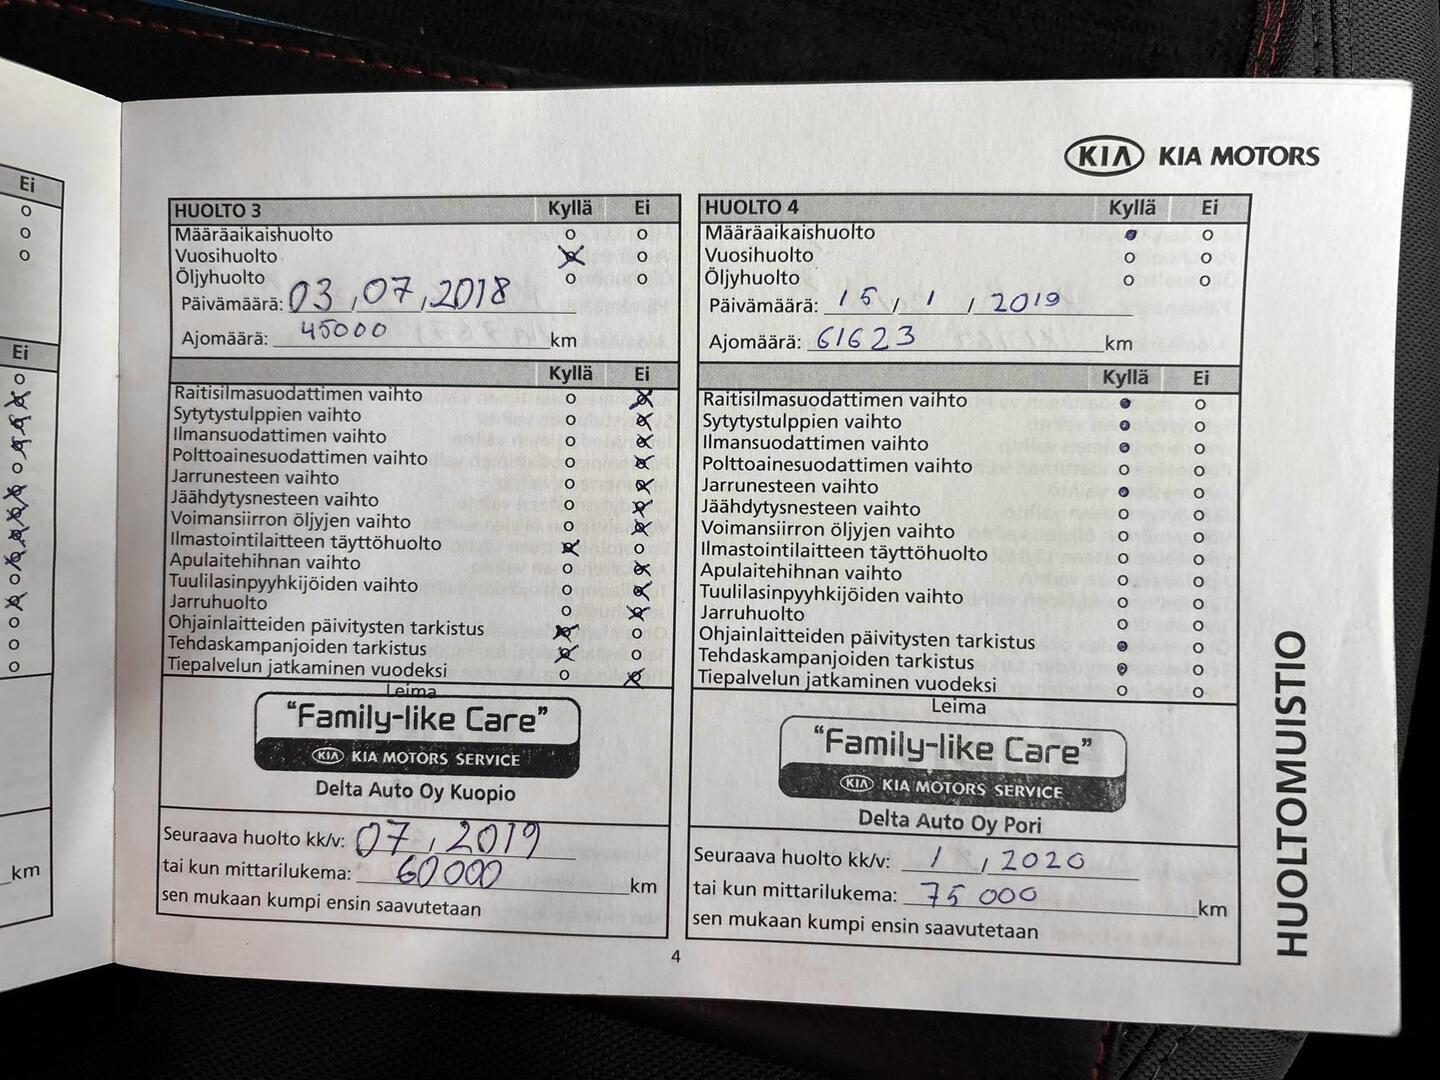 Ei
Ei
km
KIA KIA MOTORS
HUOLTO 3 Kyllä Ei
Määräaikaishuolto
Vuosihuolto
Öljyhuolto
Päivämäärä: 03,07,2018
Ajomäärä: 45000 km
Kyllä Ei
Raitisilmasuodattimen vaihto
Sytytystulppien vaihto
Ilmansuodattimen vaihto
Polttoainesuodattimen vaihto
Jarrunesteen vaihto
Jäähdytysnesteen vaihto
Voimansiirron öljyjen vaihto
Ilmastointilaitteen täyttöhuolto
Apulaitehihnan vaihto
Tuulilasinpyyhkijöiden vaihto
Jarruhuolto
Ohjainlaitteiden päivitysten tarkistus
Tehdaskampanjoiden tarkistus
Tiepalvelun jatkaminen vuodeksi
Leima
"Family-like Care"
KIA KIA MOTORS SERVICE
Delta Auto Oy Kuopio
Seuraava huolto kk/v: 07, 2019
tai kun mittarilukema: 60000 km
sen mukaan kumpi ensin saavutetaan
HUOLTO 4 Kyllä Ei
Määräaikaishuolto
Vuosihuolto
Öljyhuolto
Päivämäärä: 15 / 1 / 2019
Ajomäärä: 61623 km
Kyllä Ei
Raitisilmasuodattimen vaihto
Sytytystulppien vaihto
Ilmansuodattimen vaihto
Polttoainesuodattimen vaihto
Jarrunesteen vaihto
Jäähdytysnesteen vaihto
Voimansiirron öljyjen vaihto
Ilmastointilaitteen täyttöhuolto
Apulaitehihnan vaihto
Tuulilasinpyyhkijöiden vaihto
Jarruhuolto
Ohjainlaitteiden päivitysten tarkistus
Tehdaskampanjoiden tarkistus
Tiepalvelun jatkaminen vuodeksi
Leima
"Family-like Care"
KIA KIA MOTORS SERVICE
Delta Auto Oy Pori
Seuraava huolto kk/v: 1 , 2020
tai kun mittarilukema: 75 000 km
sen mukaan kumpi ensin saavutetaan
HUOLTOMUISTIO
4